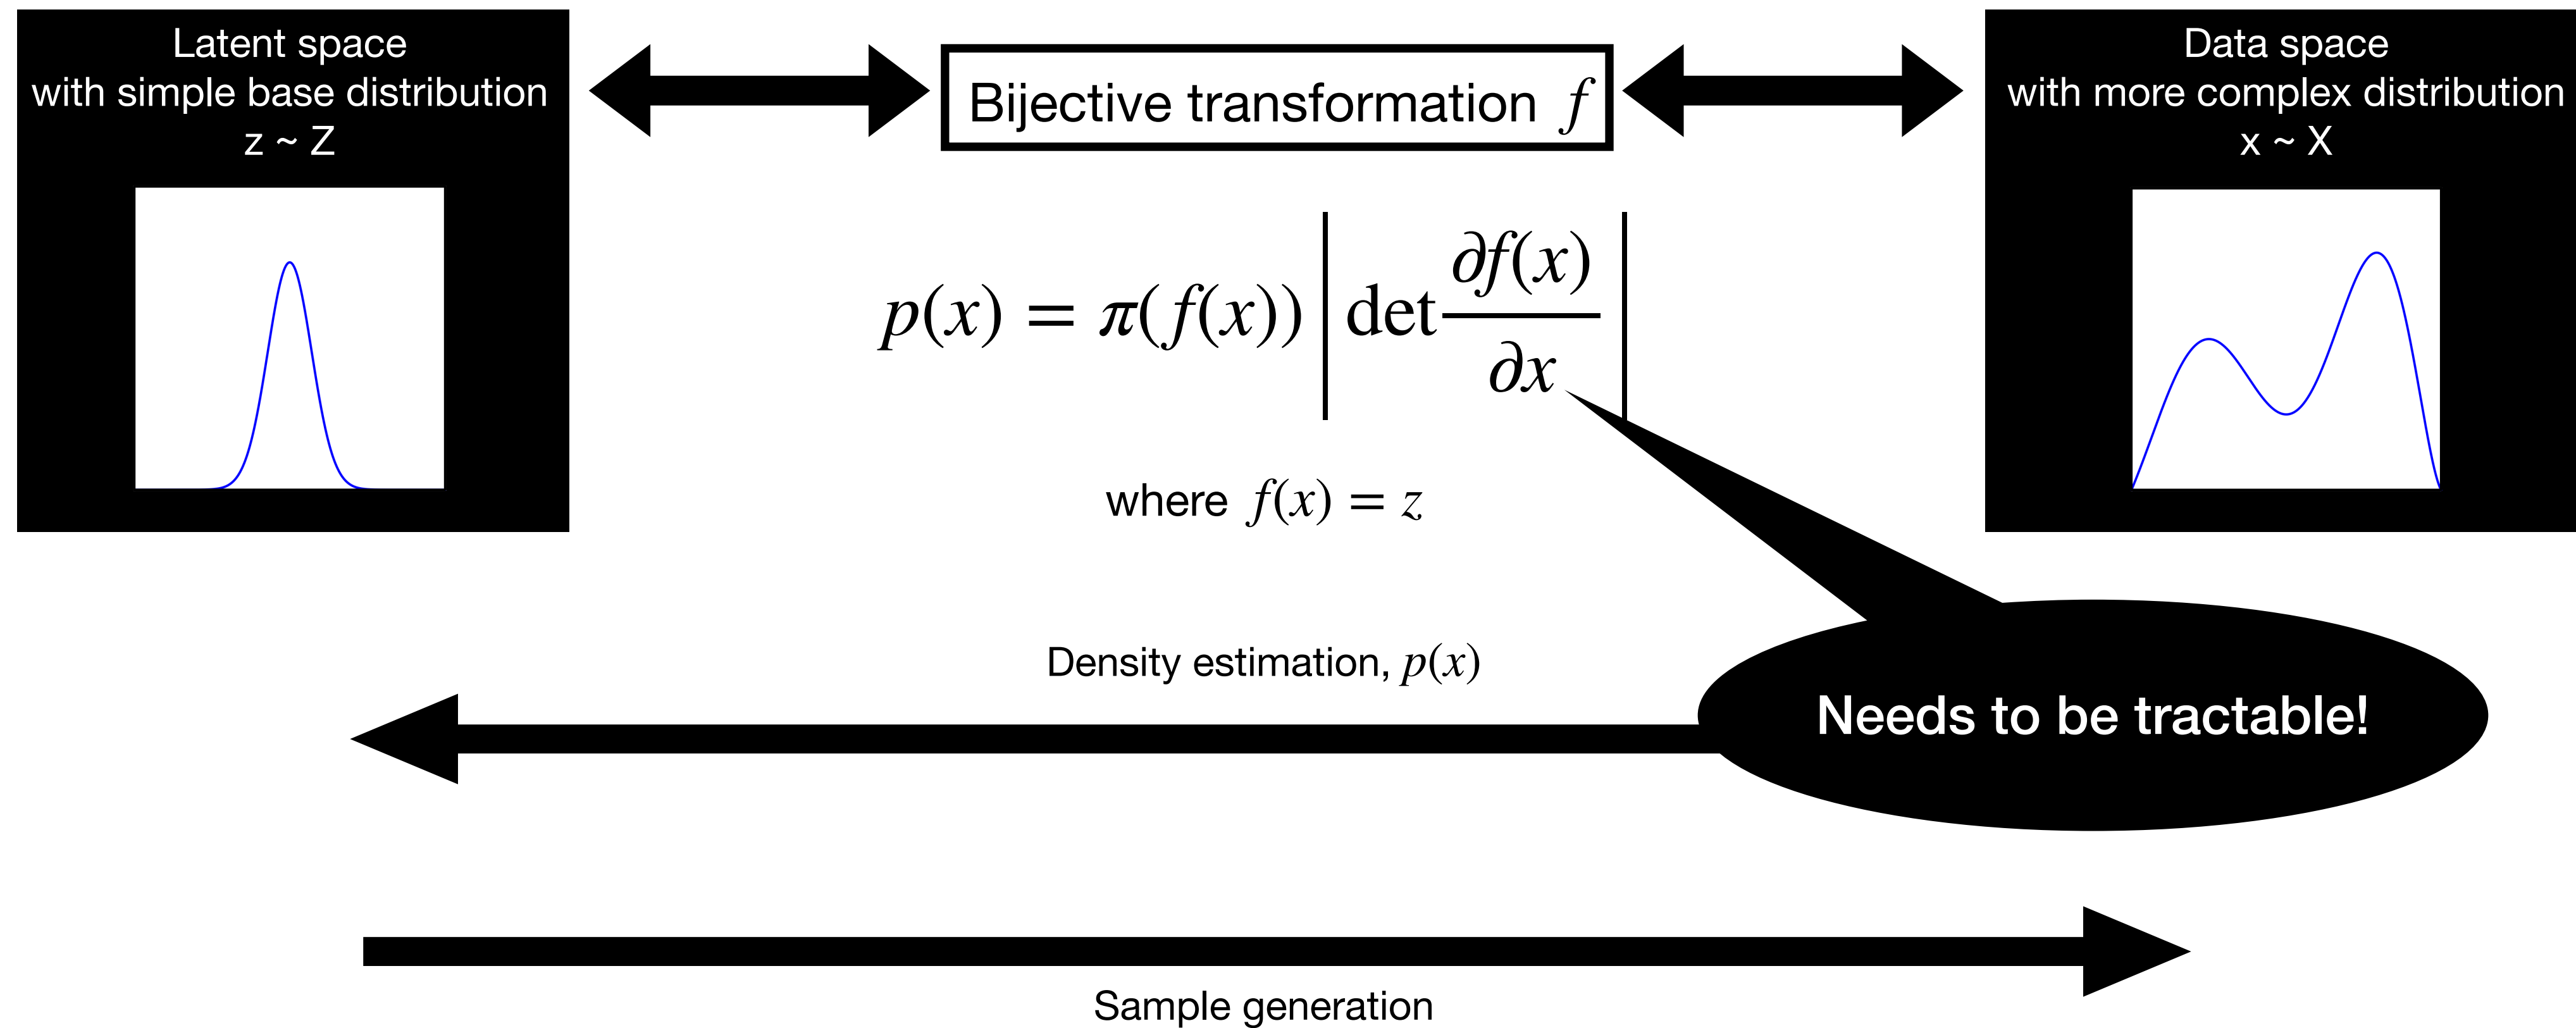 Latent space
with simple base distribution
z ~ Z
Bijective transformation f
Data space
with more complex distribution
x ~ X
p(x) = π(f(x)) | det ∂f(x)/∂x |
where f(x) = z
Density estimation, p(x)
Needs to be tractable!
Sample generation